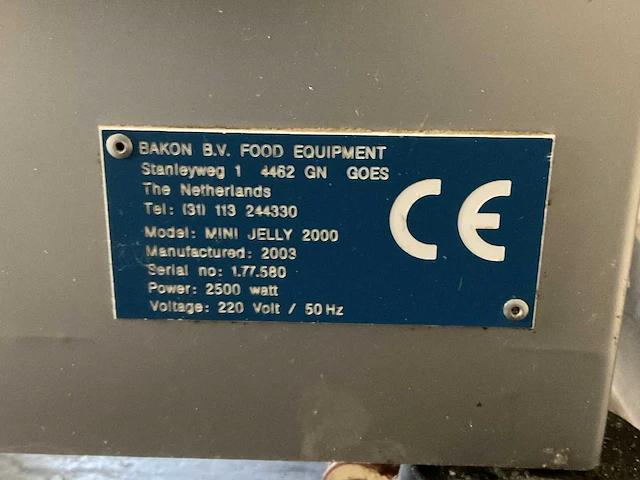 BAKON B.V. FOOD EQUIPMENT
Stanleyweg 1 4462 GN GOES
The Netherlands
Tel: (31) 113 244330
Model: MINI JELLY 2000
Manufactured: 2003
Serial no: 1.77.580
Power: 2500 watt
Voltage: 220 Volt / 50 Hz
CE